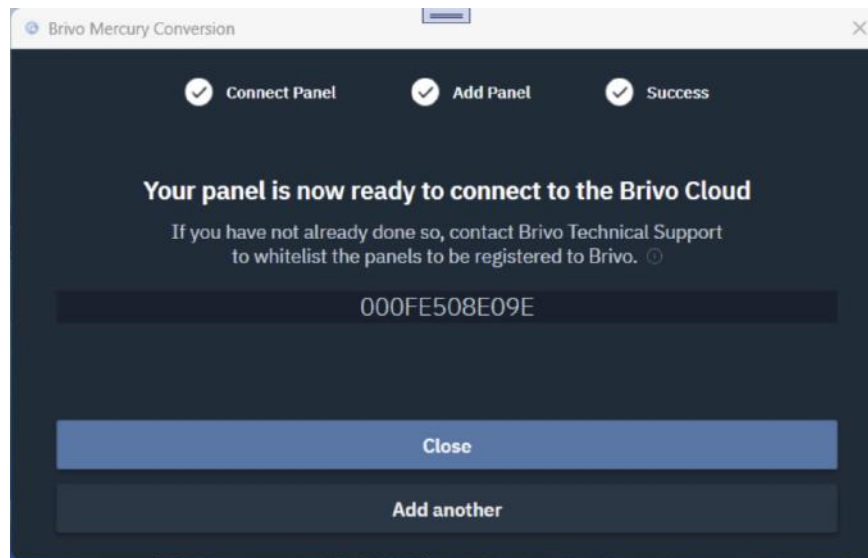 Brivo Mercury Conversion
Connect Panel Add Panel Success
Your panel is now ready to connect to the Brivo Cloud
If you have not already done so, contact Brivo Technical Support
to whitelist the panels to be registered to Brivo.
000FE508E09E
Close
Add another